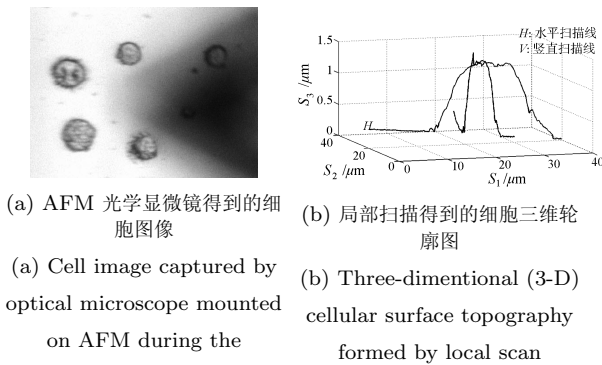 H: 水平扫描线
V: 竖直扫描线
1.5
1
0.5
0
S3 /μm
H
40
20
0
S2 /μm
0
10
20
30
40
S1/μm
(a) AFM 光学显微镜得到的细
胞图像
(a) Cell image captured by
optical microscope mounted
on AFM during the
(b) 局部扫描得到的细胞三维轮
廓图
(b) Three-dimentional (3-D)
cellular surface topography
formed by local scan